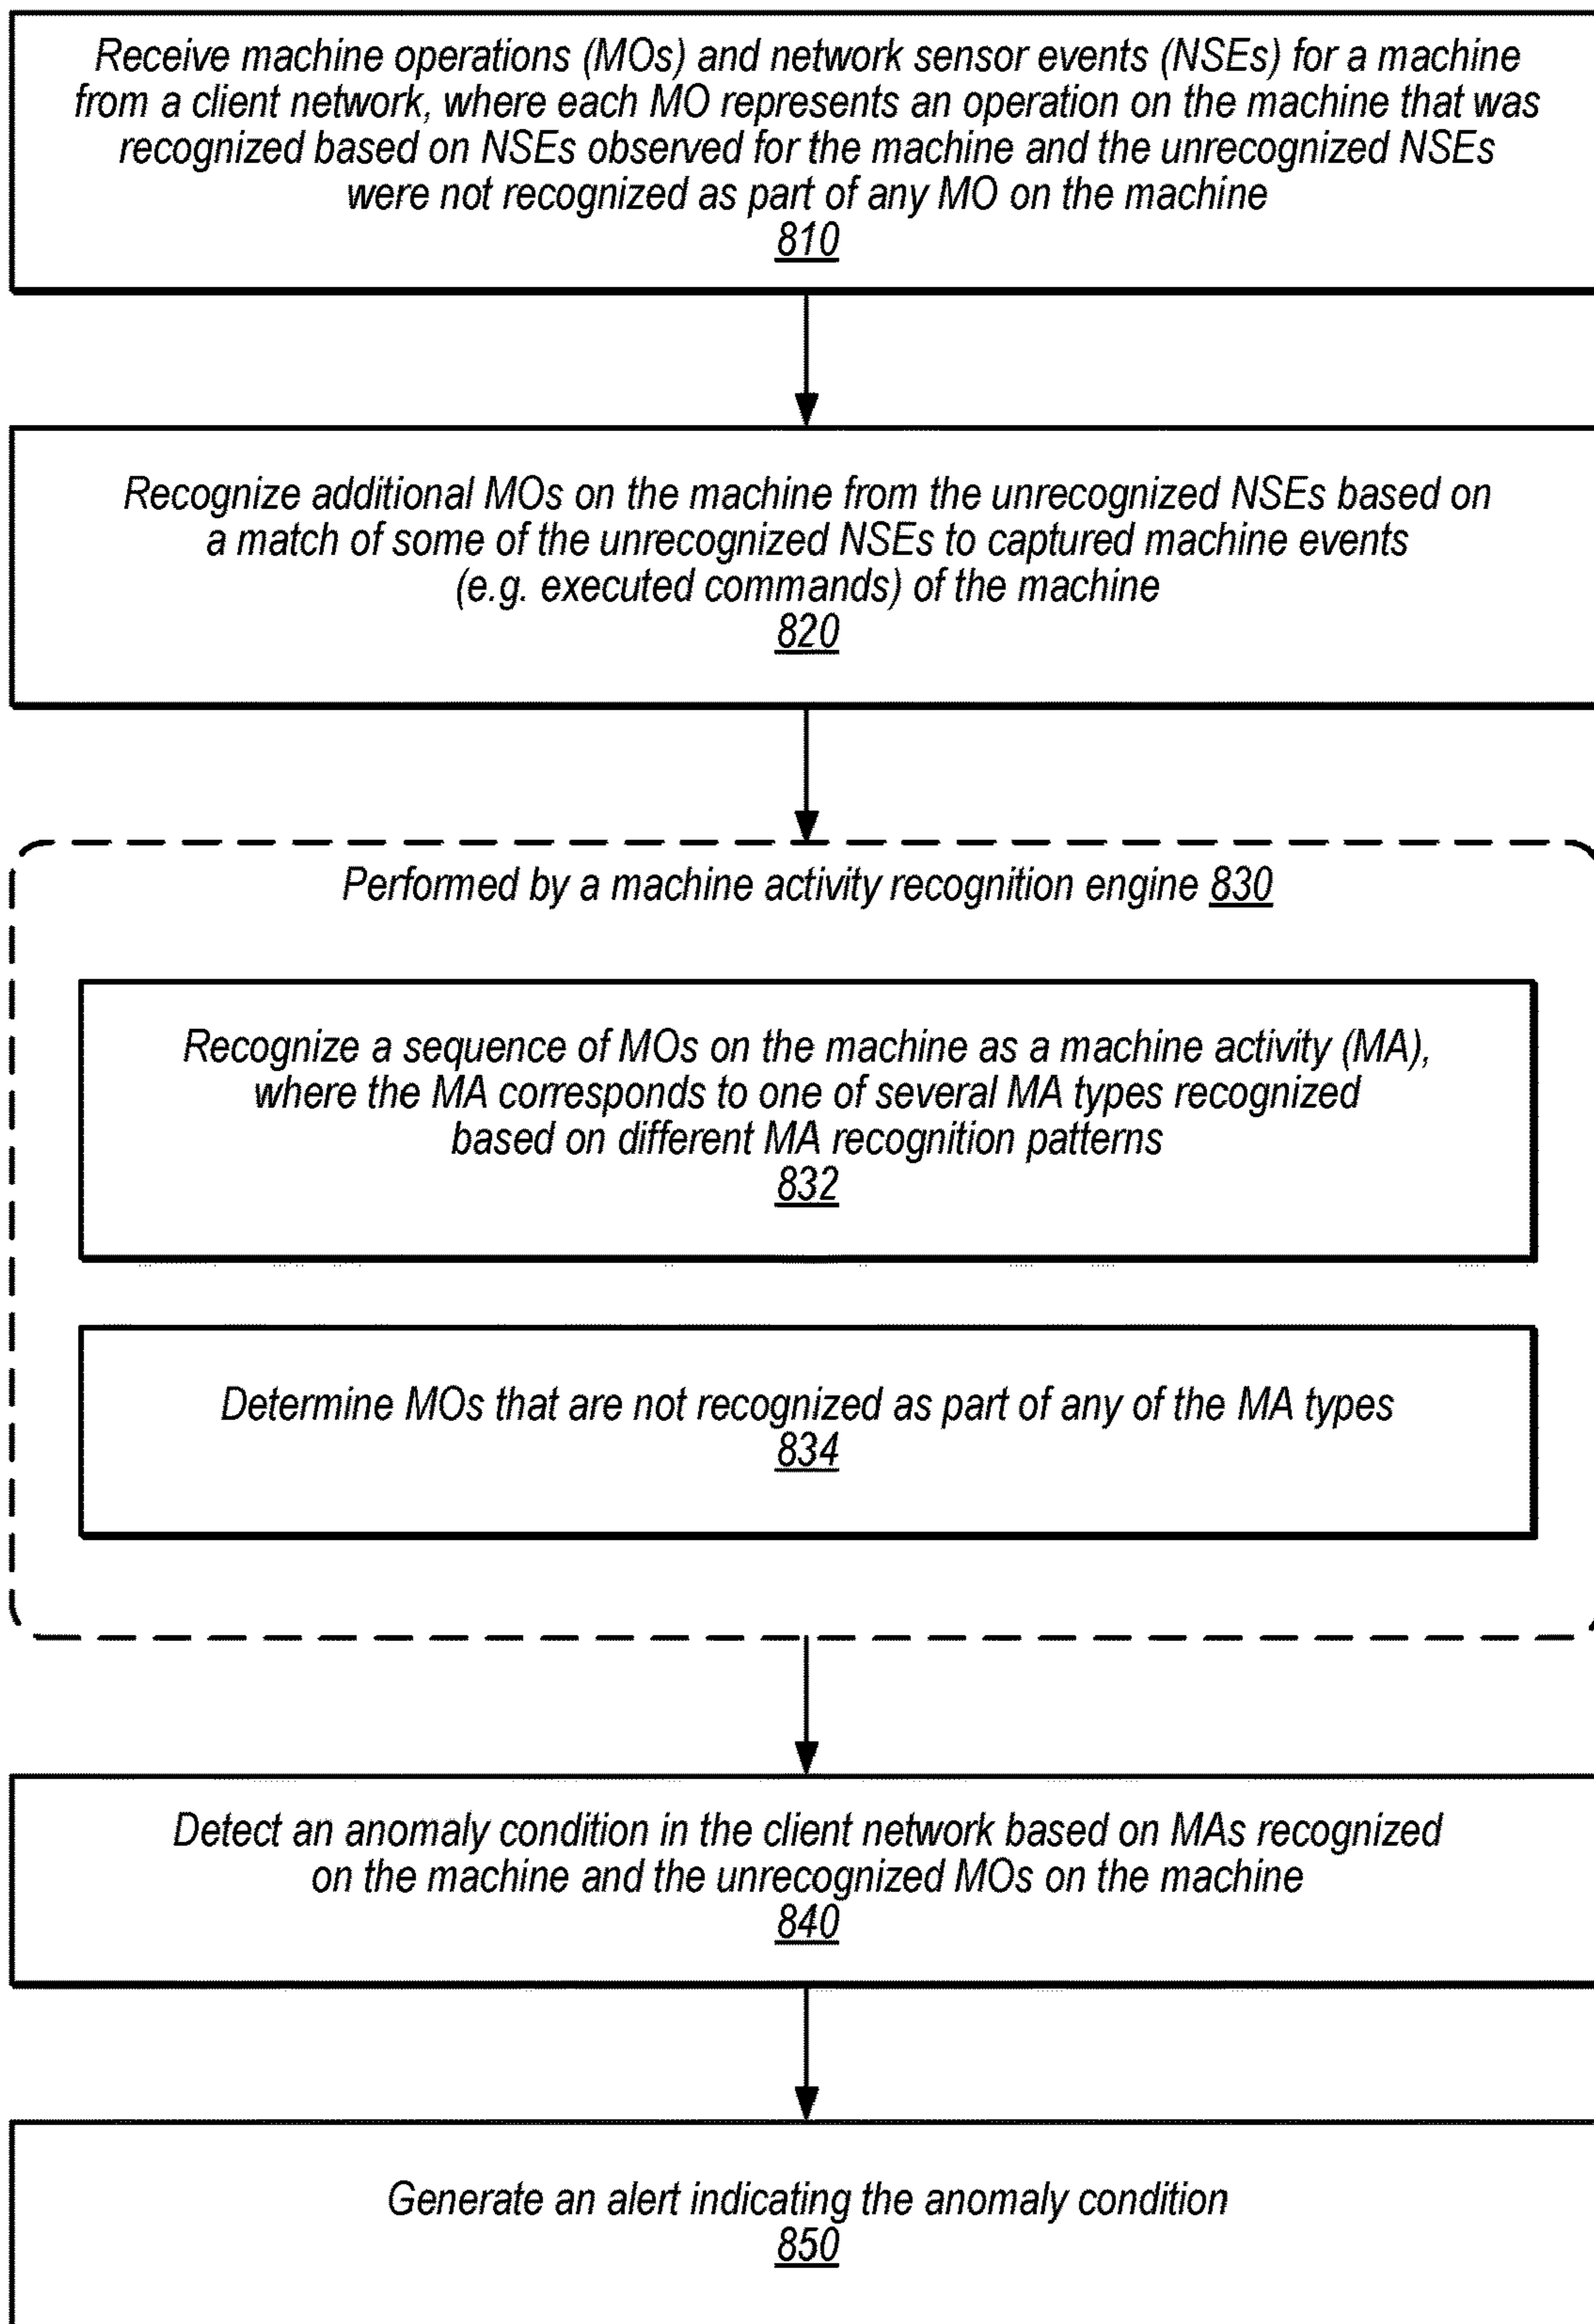 Receive machine operations (MOs) and network sensor events (NSEs) for a machine
from a client network, where each MO represents an operation on the machine that was
recognized based on NSEs observed for the machine and the unrecognized NSEs
were not recognized as part of any MO on the machine
810
Recognize additional MOs on the machine from the unrecognized NSEs based on
a match of some of the unrecognized NSEs to captured machine events
(e.g. executed commands) of the machine
820
Performed by a machine activity recognition engine 830
Recognize a sequence of MOs on the machine as a machine activity (MA),
where the MA corresponds to one of several MA types recognized
based on different MA recognition patterns
832
Determine MOs that are not recognized as part of any of the MA types
834
Detect an anomaly condition in the client network based on MAs recognized
on the machine and the unrecognized MOs on the machine
840
Generate an alert indicating the anomaly condition
850